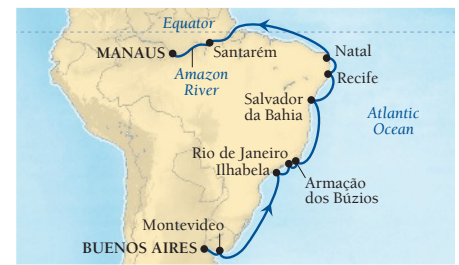 Equator
MANAUS
Santarém
Amazon
River
Natal
Recife
Salvador
da Bahia
Atlantic
Ocean
Rio de Janeiro
Ilhabela
Armação
dos Búzios
Montevideo
BUENOS AIRES